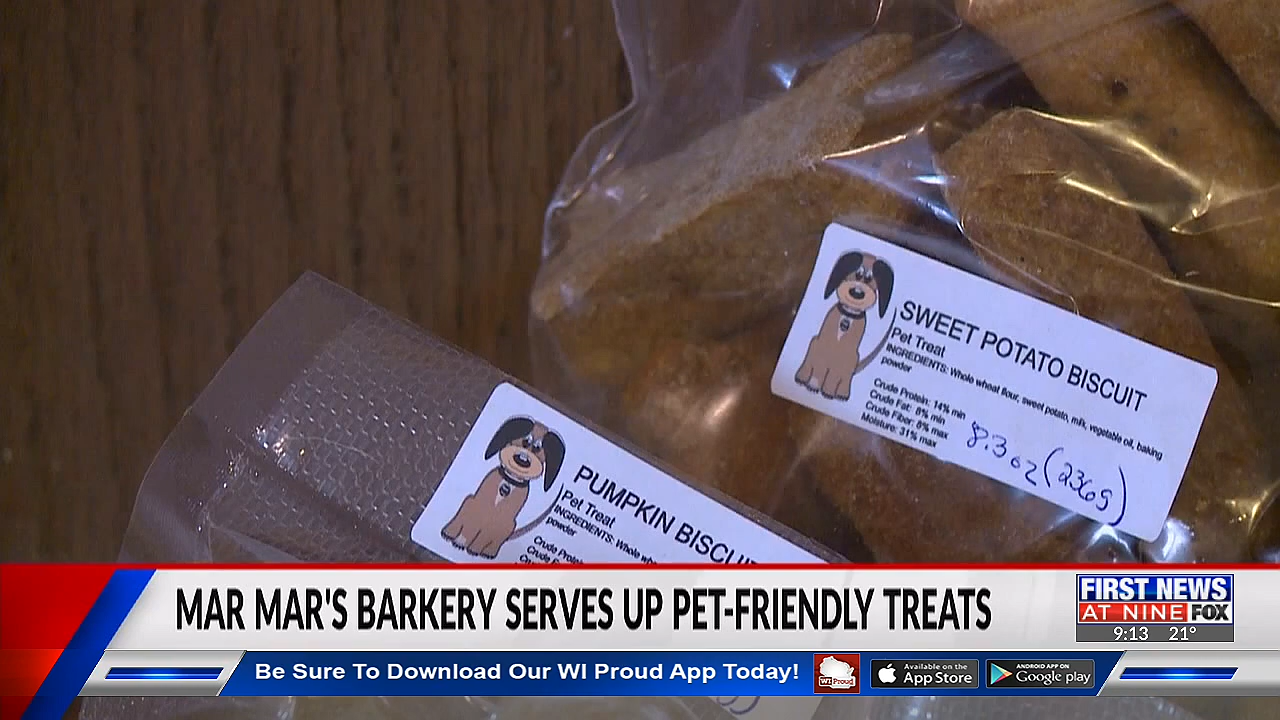 SWEET POTATO BISCUIT
Pet Treat
INGREDIENTS: Whole wheat flour, sweet potato, milk, vegetable oil, baking
powder
Crude Protein: 14% min
Crude Fat: 8% min
Crude Fiber: 8% max
Moisture: 31% max
8.3 oz (236g)
PUMPKIN BISCUIT
Pet Treat
INGREDIENTS: Whole
powder
Crude Protein
MAR MAR'S BARKERY SERVES UP PET-FRIENDLY TREATS
FIRST NEWS
AT NINE FOX
9:13 21°
Be Sure To Download Our WI Proud App Today!
WI Proud
Available on the
App Store
ANDROID APP ON
Google play